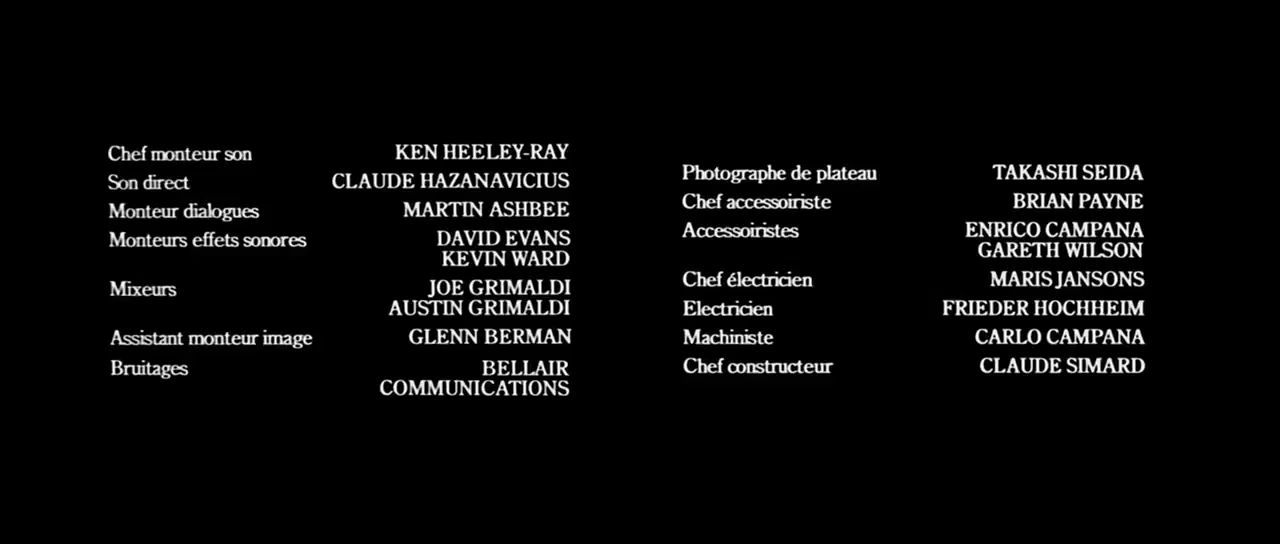 Chef monteur son KEN HEELEY-RAY
Son direct CLAUDE HAZANAVICIUS
Monteur dialogues MARTIN ASHBEE
Monteurs effets sonores DAVID EVANS
KEVIN WARD
Mixeurs JOE GRIMALDI
AUSTIN GRIMALDI
Assistant monteur image GLENN BERMAN
Bruitages BELLAIR
COMMUNICATIONS
Photographe de plateau TAKASHI SEIDA
Chef accessoiriste BRIAN PAYNE
Accessoiristes ENRICO CAMPANA
GARETH WILSON
Chef électricien MARIS JANSONS
Electricien FRIEDER HOCHHEIM
Machiniste CARLO CAMPANA
Chef constructeur CLAUDE SIMARD